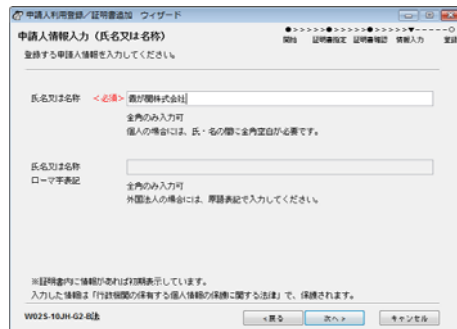 申請人利用登録／証明書追加 ウィザード
申請人情報入力（氏名又は名称）
●>>>>>●>>>>>●>>>>>▼-----○
開始 証明書指定 証明書確認 情報入力 登録
登録する申請人情報を入力してください。
氏名又は名称 <必須> 霞が関株式会社
全角のみ入力可
個人の場合には、氏・名の間に全角空白が必要です。
氏名又は名称
ローマ字表記
全角のみ入力可
外国法人の場合には、原語表記で入力してください。
※証明書内に情報があれば初期表示しています。
入力した情報は「行政機関の保有する個人情報の保護に関する法律」で、保護されます。
W02S-10JH-G2-B法
<戻る
次へ>
キャンセル